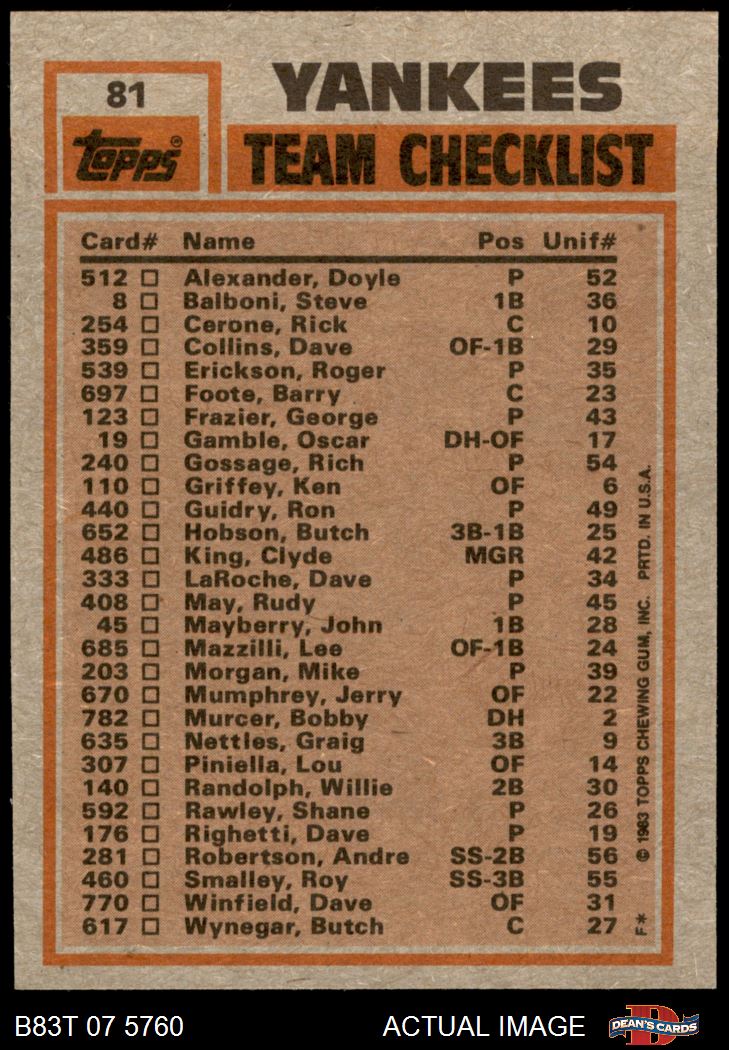 81
YANKEES
topps®
TEAM CHECKLIST
Card# Name Pos Unif#
512 Alexander, Doyle P 52
8 Balboni, Steve 1B 36
254 Cerone, Rick C 10
359 Collins, Dave OF-1B 29
539 Erickson, Roger P 35
697 Foote, Barry C 23
123 Frazier, George P 43
19 Gamble, Oscar DH-OF 17
240 Gossage, Rich P 54
110 Griffey, Ken OF 6
440 Guidry, Ron P 49
652 Hobson, Butch 3B-1B 25
486 King, Clyde MGR 42
333 LaRoche, Dave P 34
408 May, Rudy P 45
45 Mayberry, John 1B 28
685 Mazzilli, Lee OF-1B 24
203 Morgan, Mike P 39
670 Mumphrey, Jerry OF 22
782 Murcer, Bobby DH 2
635 Nettles, Graig 3B 9
307 Piniella, Lou OF 14
140 Randolph, Willie 2B 30
592 Rawley, Shane P 26
176 Righetti, Dave P 19
281 Robertson, Andre SS-2B 56
460 Smalley, Roy SS-3B 55
770 Winfield, Dave OF 31
617 Wynegar, Butch C 27
F* © 1983 TOPPS CHEWING GUM, INC. PRTD. IN U.S.A.
B83T 07 5760 ACTUAL IMAGE
D
DEAN'S CARDS